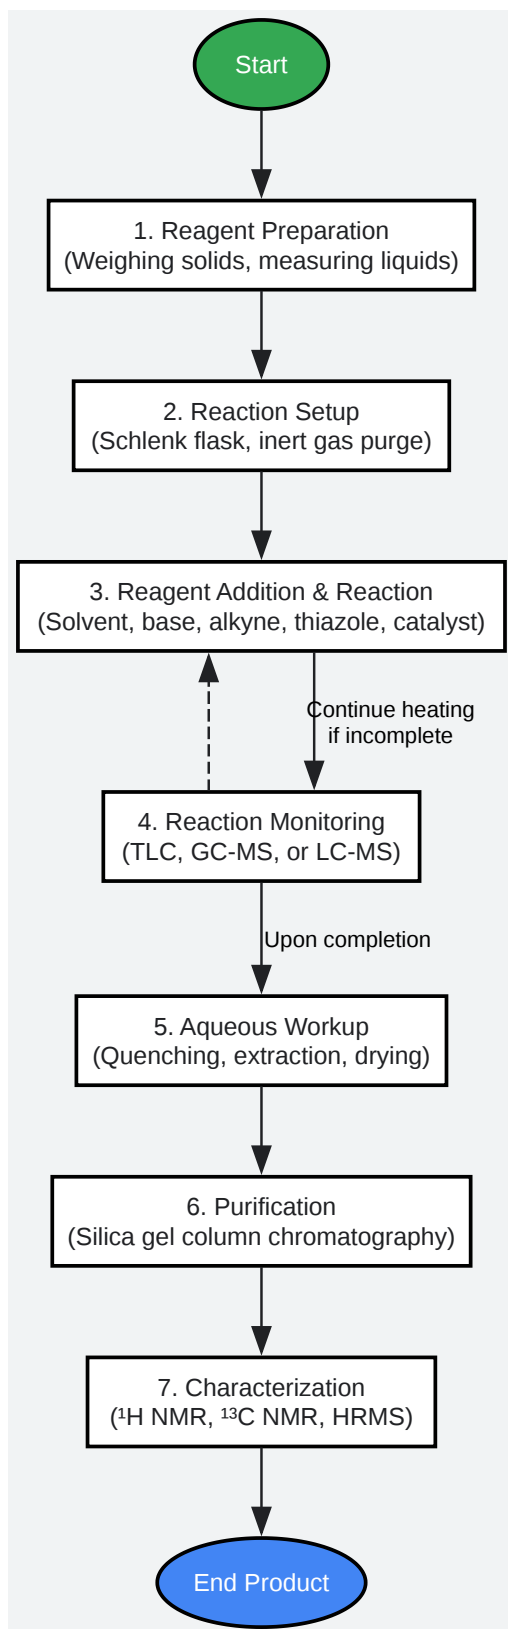 Start
1. Reagent Preparation
(Weighing solids, measuring liquids)
2. Reaction Setup
(Schlenk flask, inert gas purge)
3. Reagent Addition & Reaction
(Solvent, base, alkyne, thiazole, catalyst)
Continue heating
if incomplete
4. Reaction Monitoring
(TLC, GC-MS, or LC-MS)
Upon completion
5. Aqueous Workup
(Quenching, extraction, drying)
6. Purification
(Silica gel column chromatography)
7. Characterization
(¹H NMR, ¹³C NMR, HRMS)
End Product